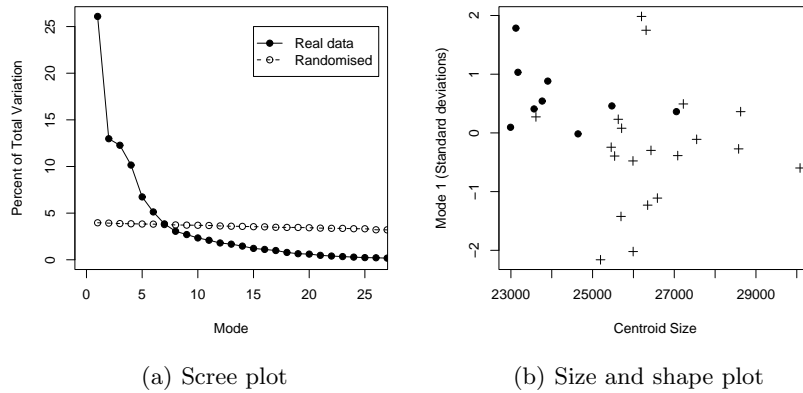 Real data
Randomised
Percent of Total Variation
0
5
10
15
20
25
0 5 10 15 20 25
Mode
(a) Scree plot
Mode 1 (Standard deviations)
−2
−1
0
1
2
23000 25000 27000 29000
Centroid Size
(b) Size and shape plot